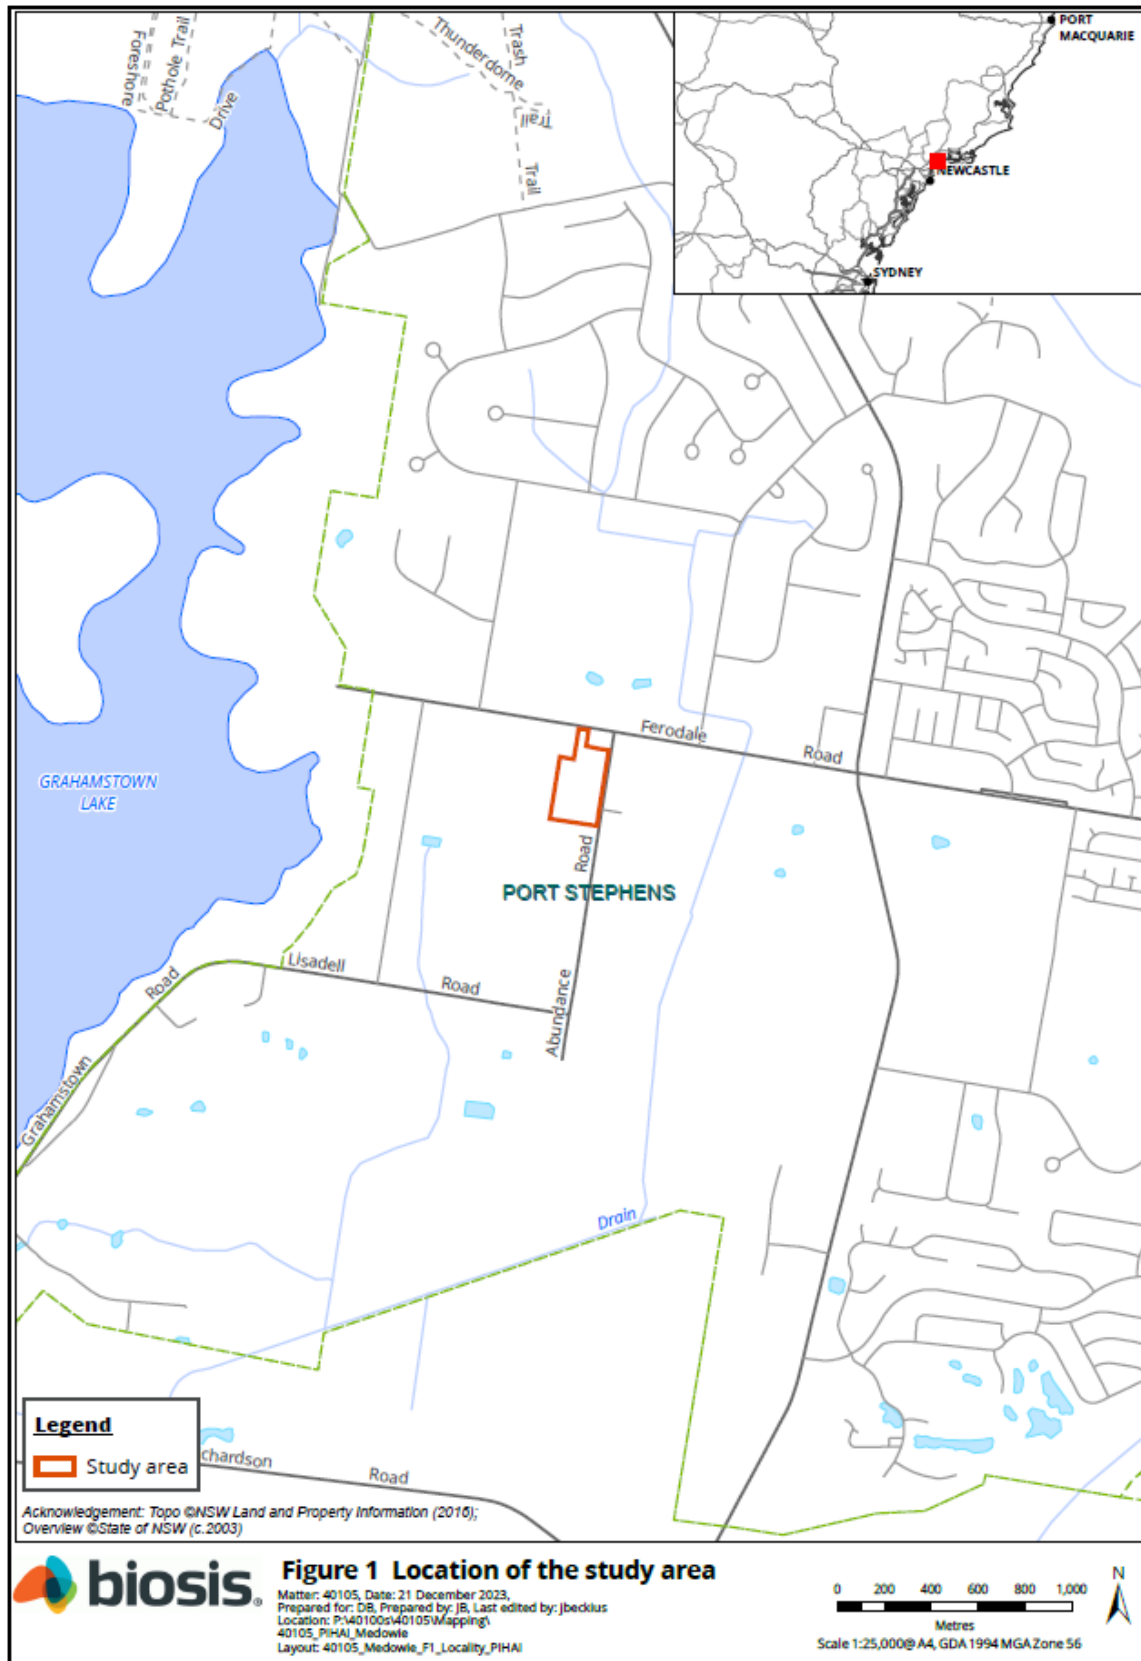 PORT
MACQUARIE
NEWCASTLE
SYDNEY
Foreshore
Pothole Trail
Drive
Thunderdome
Trail
Trash
Trail
Ferodale
Road
GRAHAMSTOWN
LAKE
Road
PORT STEPHENS
Lisadell
Road
Road
Abundance
Grahamstown
Drain
Legend
Study area
chardson
Road
Acknowledgement: Topo ©NSW Land and Property Information (2016);
Overview ©State of NSW (c.2003)
biosis.
Figure 1 Location of the study area
Matter: 40105, Date: 21 December 2023,
Prepared for: DB, Prepared by: JB, Last edited by: jbeckius
Location: P:\40100s\40105\Mapping\
40105_PIHAI_Medowie
Layout: 40105_Medowie_F1_Locality_PIHAI
0 200 400 600 800 1,000
Metres
Scale 1:25,000@ A4, GDA 1994 MGA Zone 56
N